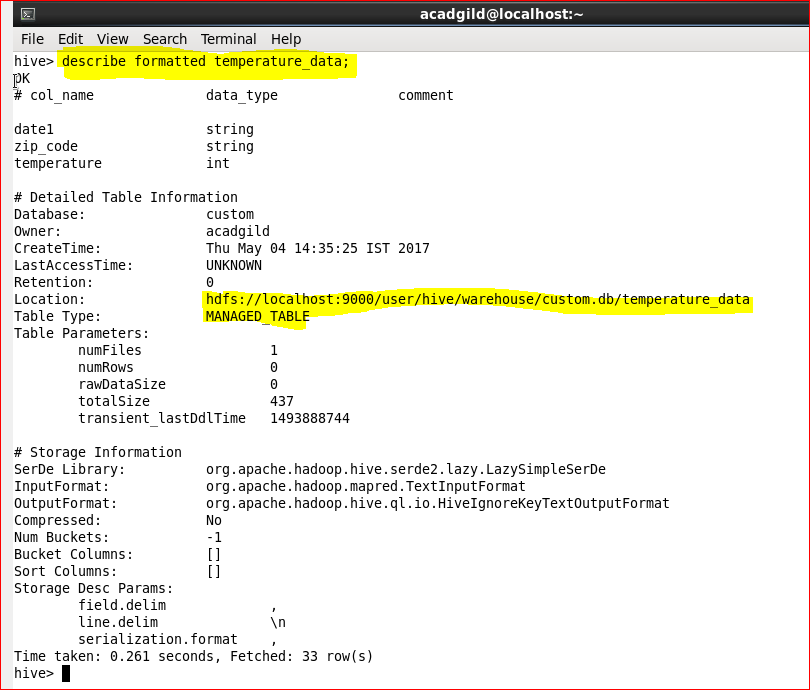 acadgild@localhost:~
File Edit View Search Terminal Help
hive> describe formatted temperature_data;
OK
# col_name data_type comment
date1 string
zip_code string
temperature int
# Detailed Table Information
Database: custom
Owner: acadgild
CreateTime: Thu May 04 14:35:25 IST 2017
LastAccessTime: UNKNOWN
Retention: 0
Location: hdfs://localhost:9000/user/hive/warehouse/custom.db/temperature_data
Table Type: MANAGED_TABLE
Table Parameters:
numFiles 1
numRows 0
rawDataSize 0
totalSize 437
transient_lastDdlTime 1493888744
# Storage Information
SerDe Library: org.apache.hadoop.hive.serde2.lazy.LazySimpleSerDe
InputFormat: org.apache.hadoop.mapred.TextInputFormat
OutputFormat: org.apache.hadoop.hive.ql.io.HiveIgnoreKeyTextOutputFormat
Compressed: No
Num Buckets: -1
Bucket Columns: []
Sort Columns: []
Storage Desc Params:
field.delim ,
line.delim \n
serialization.format ,
Time taken: 0.261 seconds, Fetched: 33 row(s)
hive>